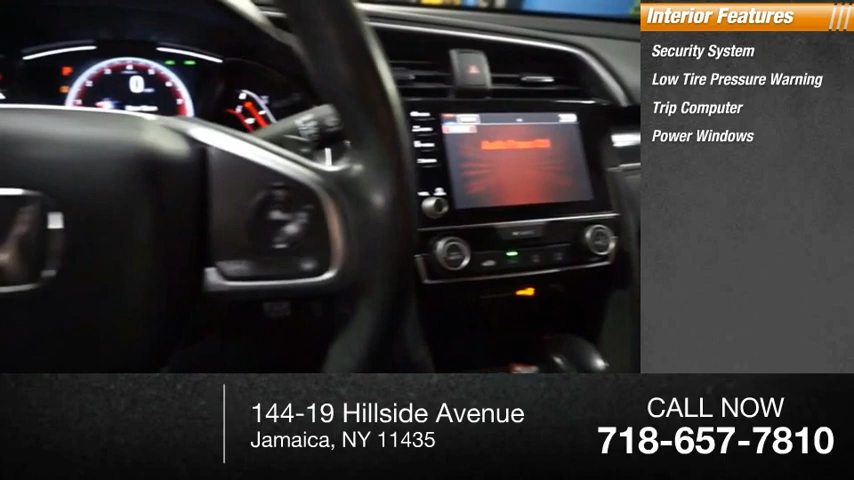 Interior Features
Security System
Low Tire Pressure Warning
Trip Computer
Power Windows
0
144-19 Hillside Avenue
Jamaica, NY 11435
CALL NOW
718-657-7810